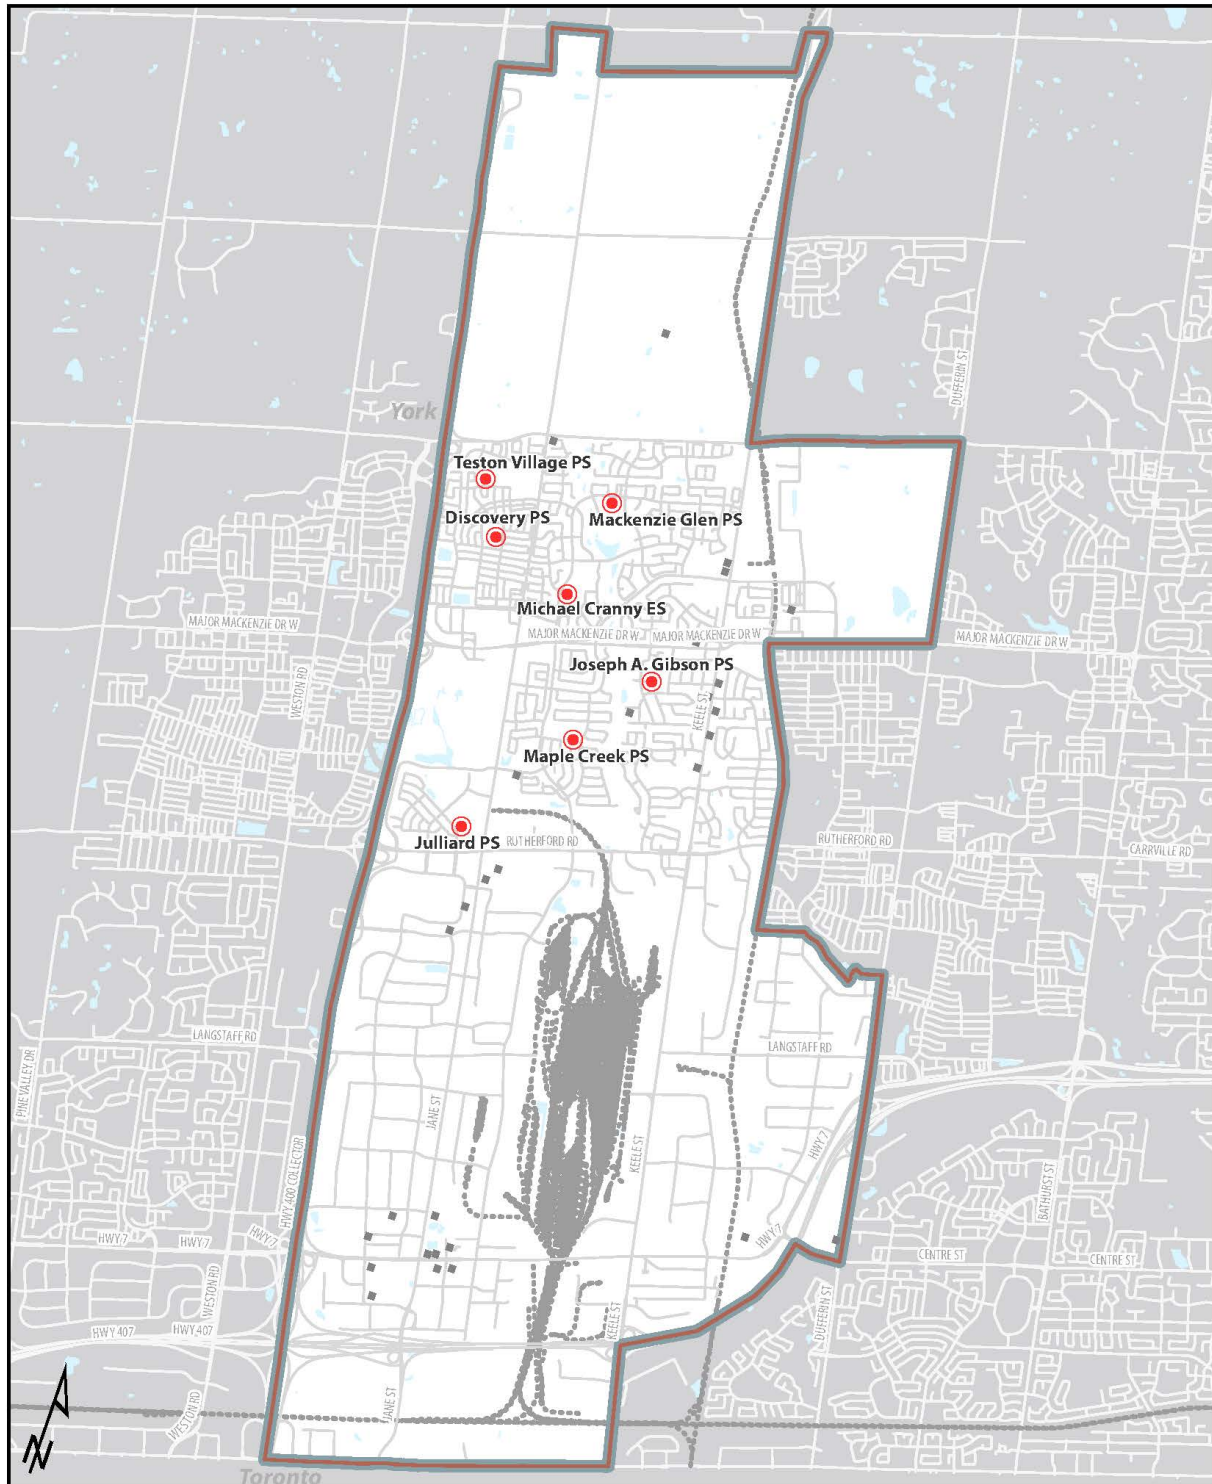 DUFFERIN ST
York
Teston Village PS
Discovery PS
Mackenzie Glen PS
Michael Cranny ES
MAJOR MACKENZIE DR W
MAJOR MACKENZIE DR W
MAJOR MACKENZIE DR W
MAJOR MACKENZIE DR W
WESTON RD
Joseph A. Gibson PS
KEELE ST
Maple Creek PS
Julliard PS
RUTHERFORD RD
RUTHERFORD RD
CARRVILLE RD
LANGSTAFF RD
LANGSTAFF RD
PINE VALLEY DR
JANE ST
HWY 400 COLLECTOR
KEELE ST
HWY 7
BATHURST ST
HWY 7
HWY 7
HWY 7
HWY 7
CENTRE ST
CENTRE ST
WESTON RD
DUFFERIN ST
HWY 407
HWY 407
KEELE ST
WESTON RD
JANE ST
N
Toronto